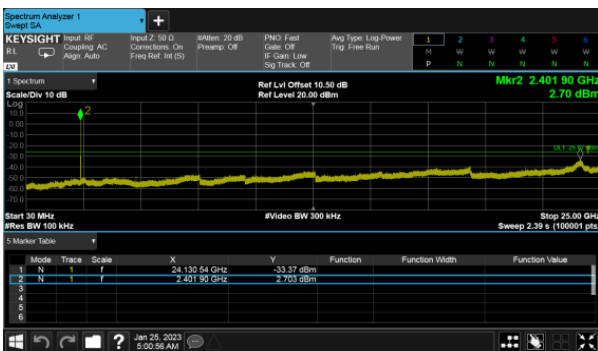 Spectrum Analyzer 1
Swept SA
+
KEYSIGHT Input: RF Input Z: 50 Ω #Atten: 20 dB PNO: Fast Avg Type: Log-Power 1 2 3 4 5 6
RL Coupling: AC Corrections: On Preamp: Off Gate: Off Trig: Free Run M W W W W W
Align: Auto Freq Ref: Int (S) IF Gain: Low P N N N N N
LXI Sig Track: Off
1 Spectrum Mkr2 2.401 90 GHz
Scale/Div 10 dB Ref Lvl Offset 10.50 dB 2.70 dBm
Ref Level 20.00 dBm
Log
10.0
2
0.00
-10.0
-20.0
-30.0
-40.0
-50.0
-60.0
-70.0
Start 30 MHz #Video BW 300 kHz Stop 25.00 GHz
#Res BW 100 kHz Sweep 2.39 s (100001 pts)
5 Marker Table
Mode Trace Scale X Y Function Function Width Function Value
1 N 1 f 24.130 54 GHz -33.37 dBm
2 N 1 f 2.401 90 GHz 2.703 dBm
3
4
5
6
? Jan 25, 2023
5:00:56 AM